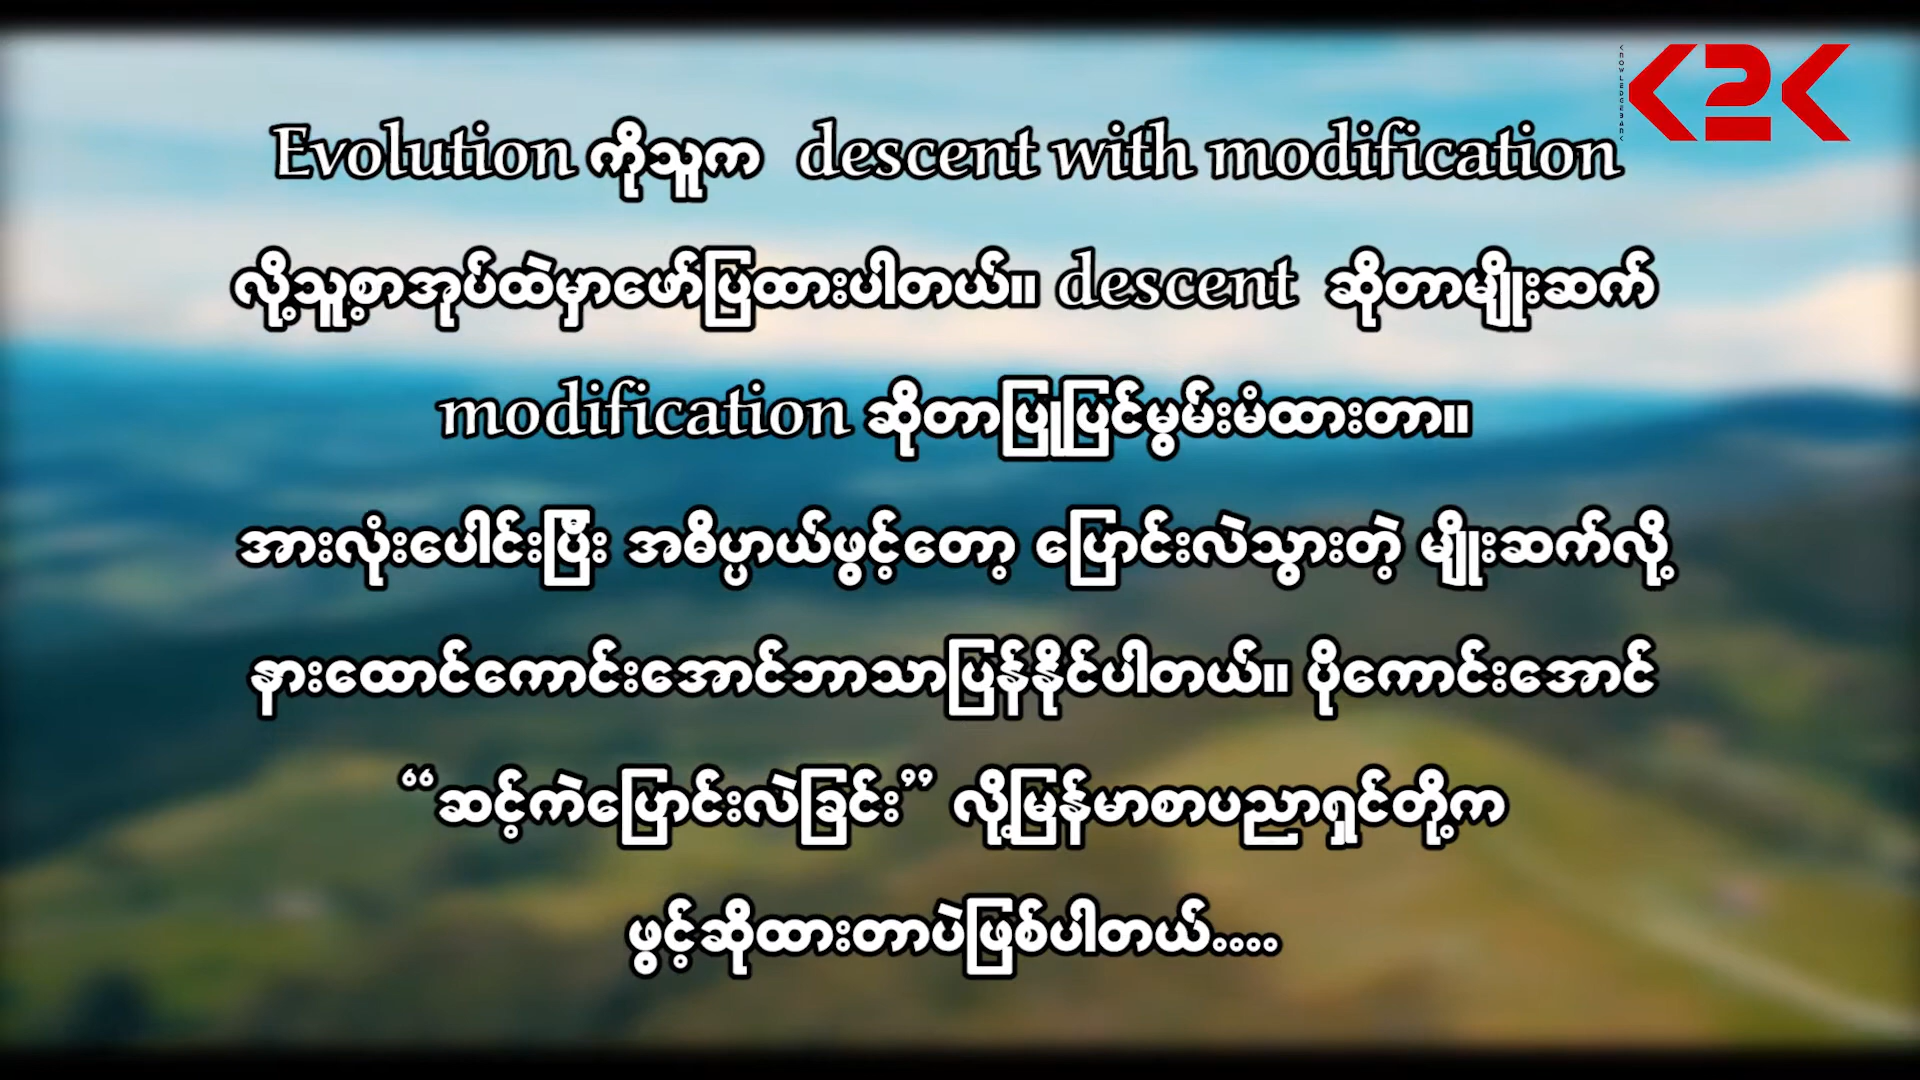 K2K
KNOWLEDGEBANK
Evolution ကိုသူက descent with modification
လို့သူ့စာအုပ်ထဲမှာဖော်ပြထားပါတယ်။ descent ဆိုတာမျိုးဆက်
modification ဆိုတာပြုပြင်မွမ်းမံထားတာ။
အားလုံးပေါင်းပြီး အဓိပ္ပာယ်ဖွင့်တော့ ပြောင်းလဲသွားတဲ့ မျိုးဆက်လို့
နားထောင်ကောင်းအောင်ဘာသာပြန်နိုင်ပါတယ်။ ပိုကောင်းအောင်
“ဆင့်ကဲပြောင်းလဲခြင်း” လို့မြန်မာစာပညာရှင်တို့က
ဖွင့်ဆိုထားတာပဲဖြစ်ပါတယ်....